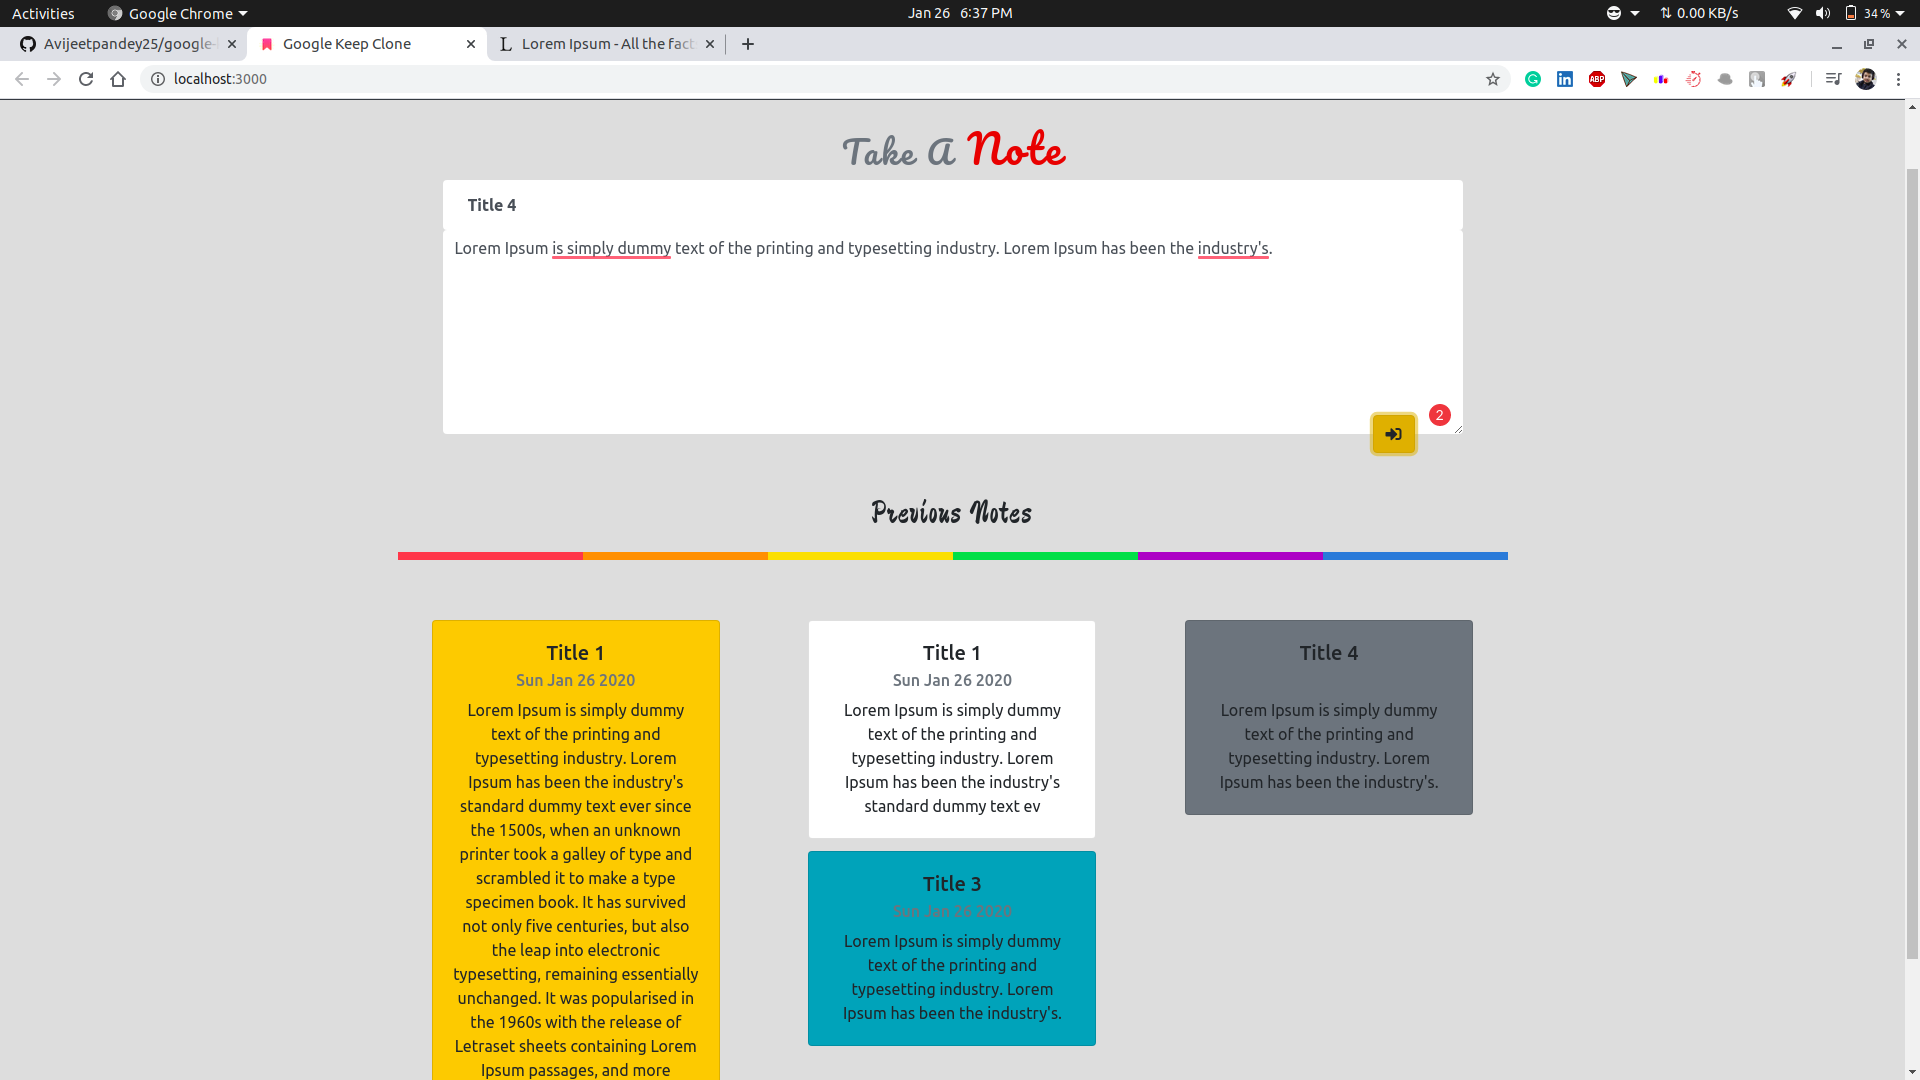 Activities
Google Chrome
Jan 26 6:37 PM
0.00 KB/s
34 %
Avijeetpandey25/google-
Google Keep Clone
L Lorem Ipsum - All the fact
localhost:3000
ABP
Take A Note
Title 4
Lorem Ipsum is simply dummy text of the printing and typesetting industry. Lorem Ipsum has been the industry's.
2
Previous Notes
Title 1
Sun Jan 26 2020
Lorem Ipsum is simply dummy
text of the printing and
typesetting industry. Lorem
Ipsum has been the industry's
standard dummy text ever since
the 1500s, when an unknown
printer took a galley of type and
scrambled it to make a type
specimen book. It has survived
not only five centuries, but also
the leap into electronic
typesetting, remaining essentially
unchanged. It was popularised in
the 1960s with the release of
Letraset sheets containing Lorem
Ipsum passages, and more
Title 1
Sun Jan 26 2020
Lorem Ipsum is simply dummy
text of the printing and
typesetting industry. Lorem
Ipsum has been the industry's
standard dummy text ev
Title 3
Sun Jan 26 2020
Lorem Ipsum is simply dummy
text of the printing and
typesetting industry. Lorem
Ipsum has been the industry's.
Title 4
Lorem Ipsum is simply dummy
text of the printing and
typesetting industry. Lorem
Ipsum has been the industry's.